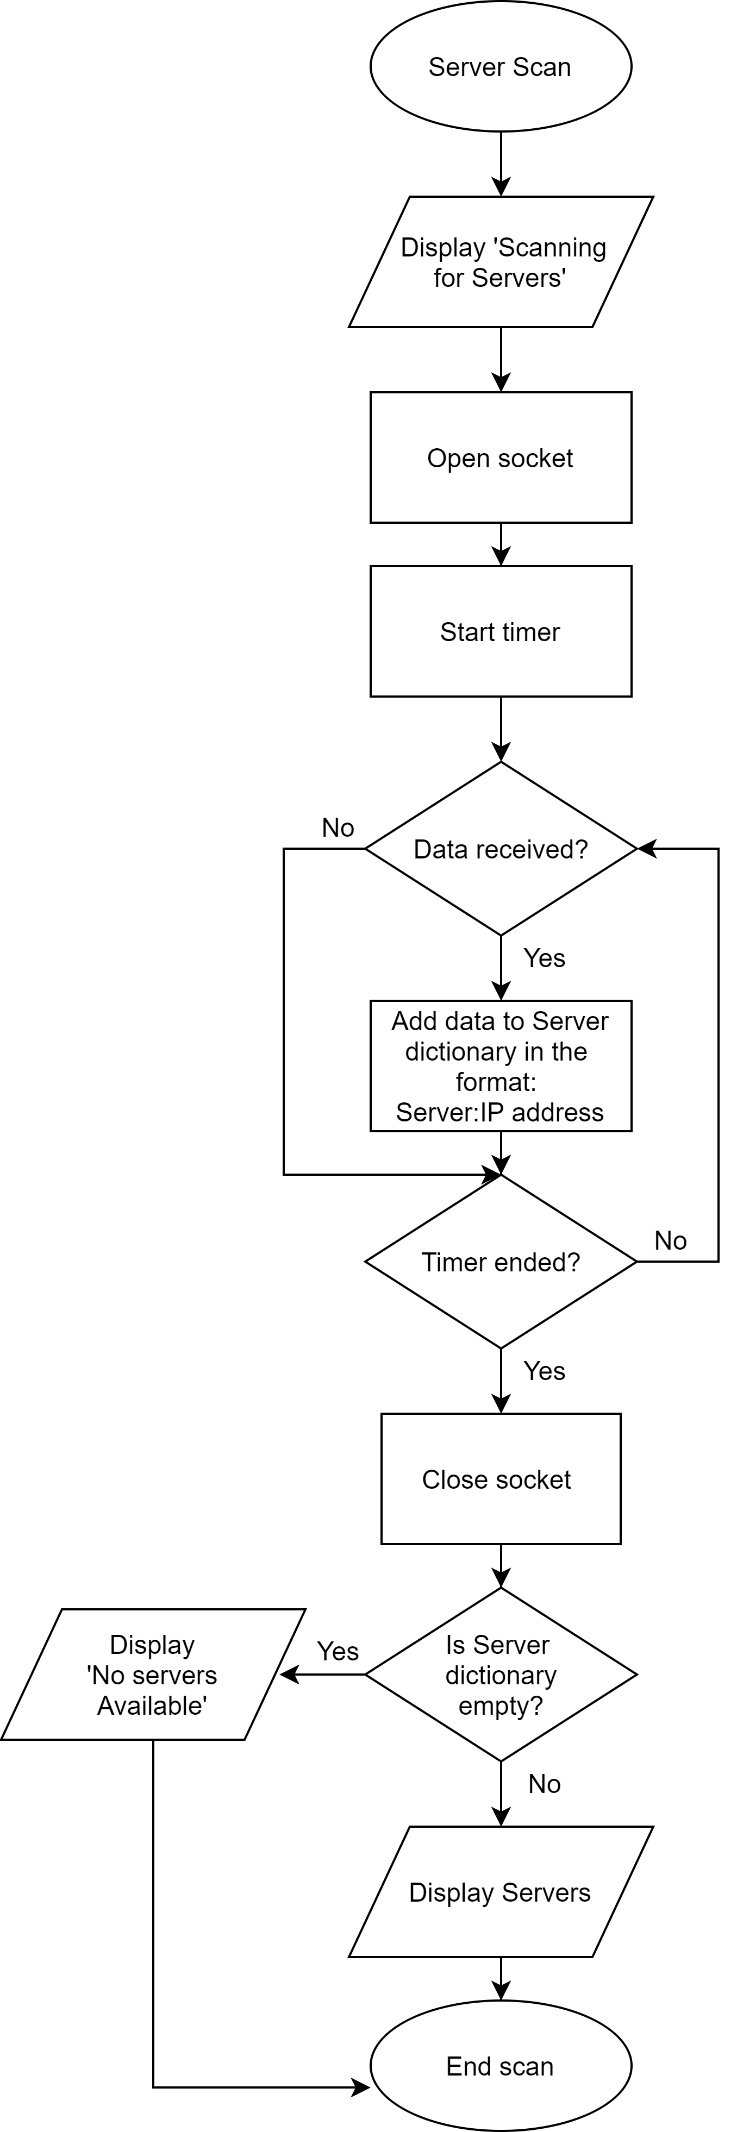 Server Scan
Display 'Scanning
for Servers'
Open socket
Start timer
No
Data received?
Yes
Add data to Server
dictionary in the
format:
Server:IP address
No
Timer ended?
Yes
Close socket
Display
'No servers
Available'
Yes
Is Server
dictionary
empty?
No
Display Servers
End scan